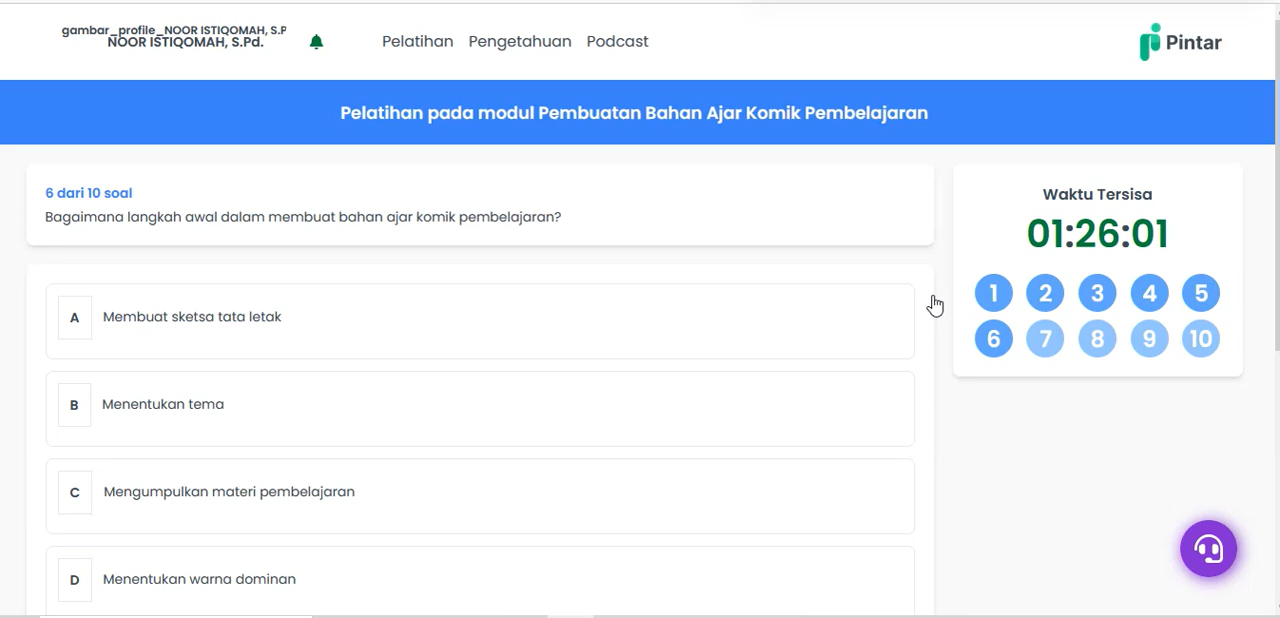 gambar_profile_NOOR ISTIQOMAH, S.P
NOOR ISTIQOMAH, S.Pd.
Pelatihan Pengetahuan Podcast
Pintar
Pelatihan pada modul Pembuatan Bahan Ajar Komik Pembelajaran
6 dari 10 soal
Bagaimana langkah awal dalam membuat bahan ajar komik pembelajaran?
A Membuat sketsa tata letak
B Menentukan tema
C Mengumpulkan materi pembelajaran
D Menentukan warna dominan
Waktu Tersisa
01:26:01
1 2 3 4 5
6 7 8 9 10